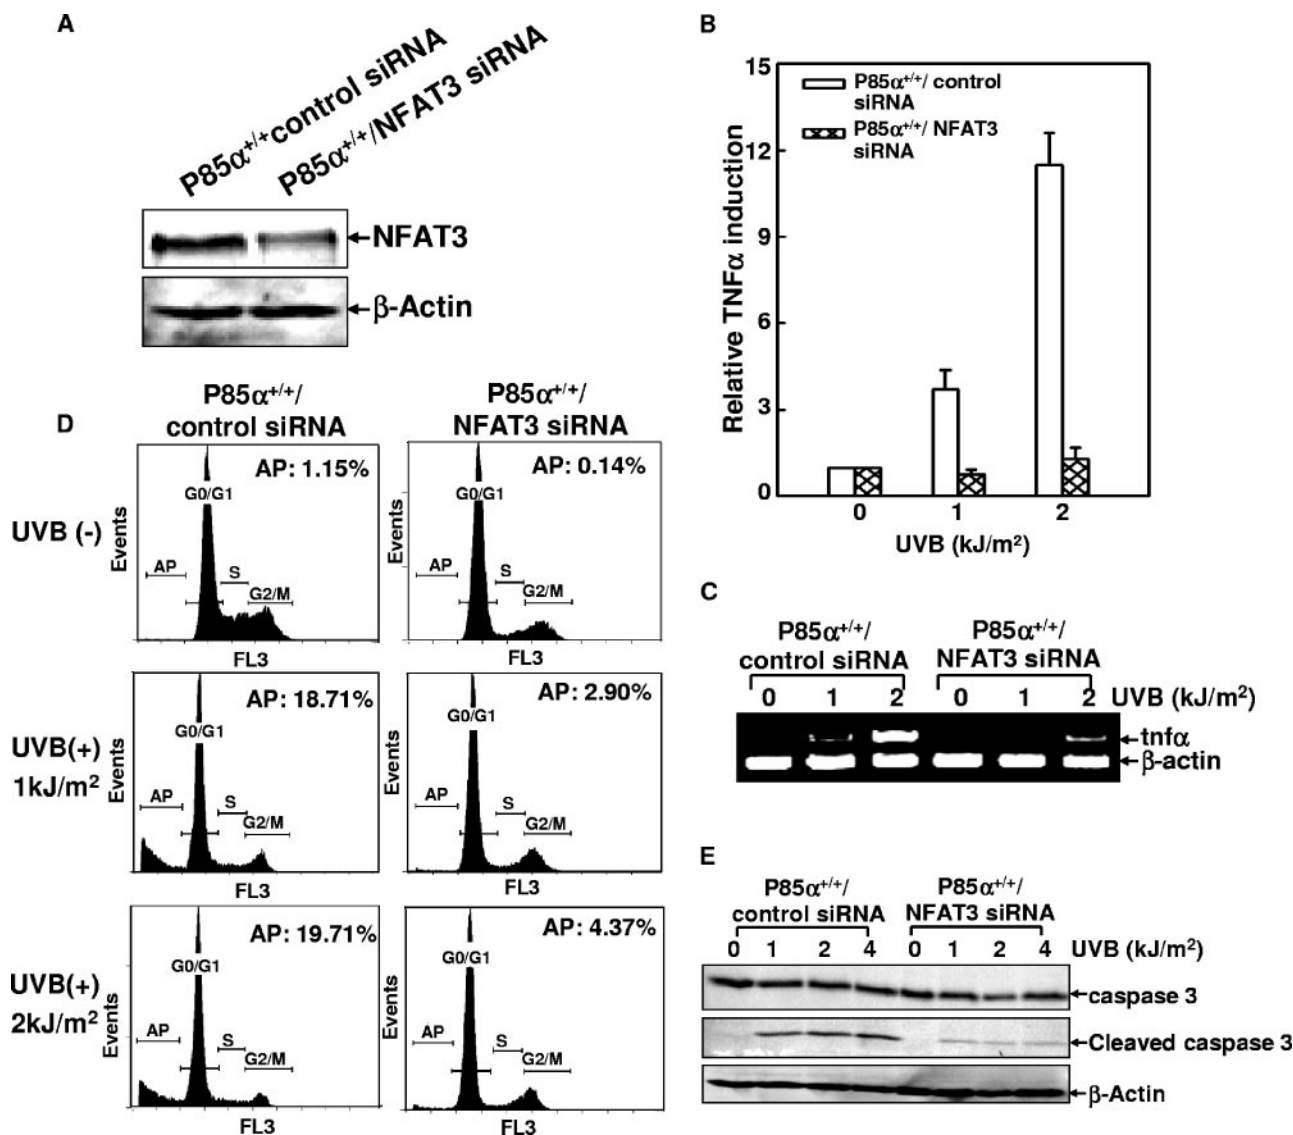 A
P85α+/+control siRNA
P85α+/+/NFAT3 siRNA
NFAT3
β-Actin
B
15
12
9
6
3
0
Relative TNFα induction
P85α+/+/ control
siRNA
P85α+/+/ NFAT3
siRNA
0 1 2
UVB (kJ/m²)
C
P85α+/+/
control siRNA
P85α+/+/
NFAT3 siRNA
0 1 2 0 1 2 UVB (kJ/m²)
tnfα
β-actin
D
P85α+/+/
control siRNA
P85α+/+/
NFAT3 siRNA
UVB (-)
Events
AP: 1.15%
G0/G1
AP
S
G2/M
FL3
Events
AP: 0.14%
G0/G1
AP
S
G2/M
FL3
UVB(+)
1kJ/m²
Events
AP: 18.71%
G0/G1
AP
S
G2/M
FL3
Events
AP: 2.90%
G0/G1
AP
S
G2/M
FL3
UVB(+)
2kJ/m²
Events
AP: 19.71%
G0/G1
AP
S
G2/M
FL3
Events
AP: 4.37%
G0/G1
AP
S
G2/M
FL3
E
P85α+/+/
control siRNA
P85α+/+/
NFAT3 siRNA
0 1 2 4 0 1 2 4 UVB (kJ/m²)
caspase 3
Cleaved caspase 3
β-Actin